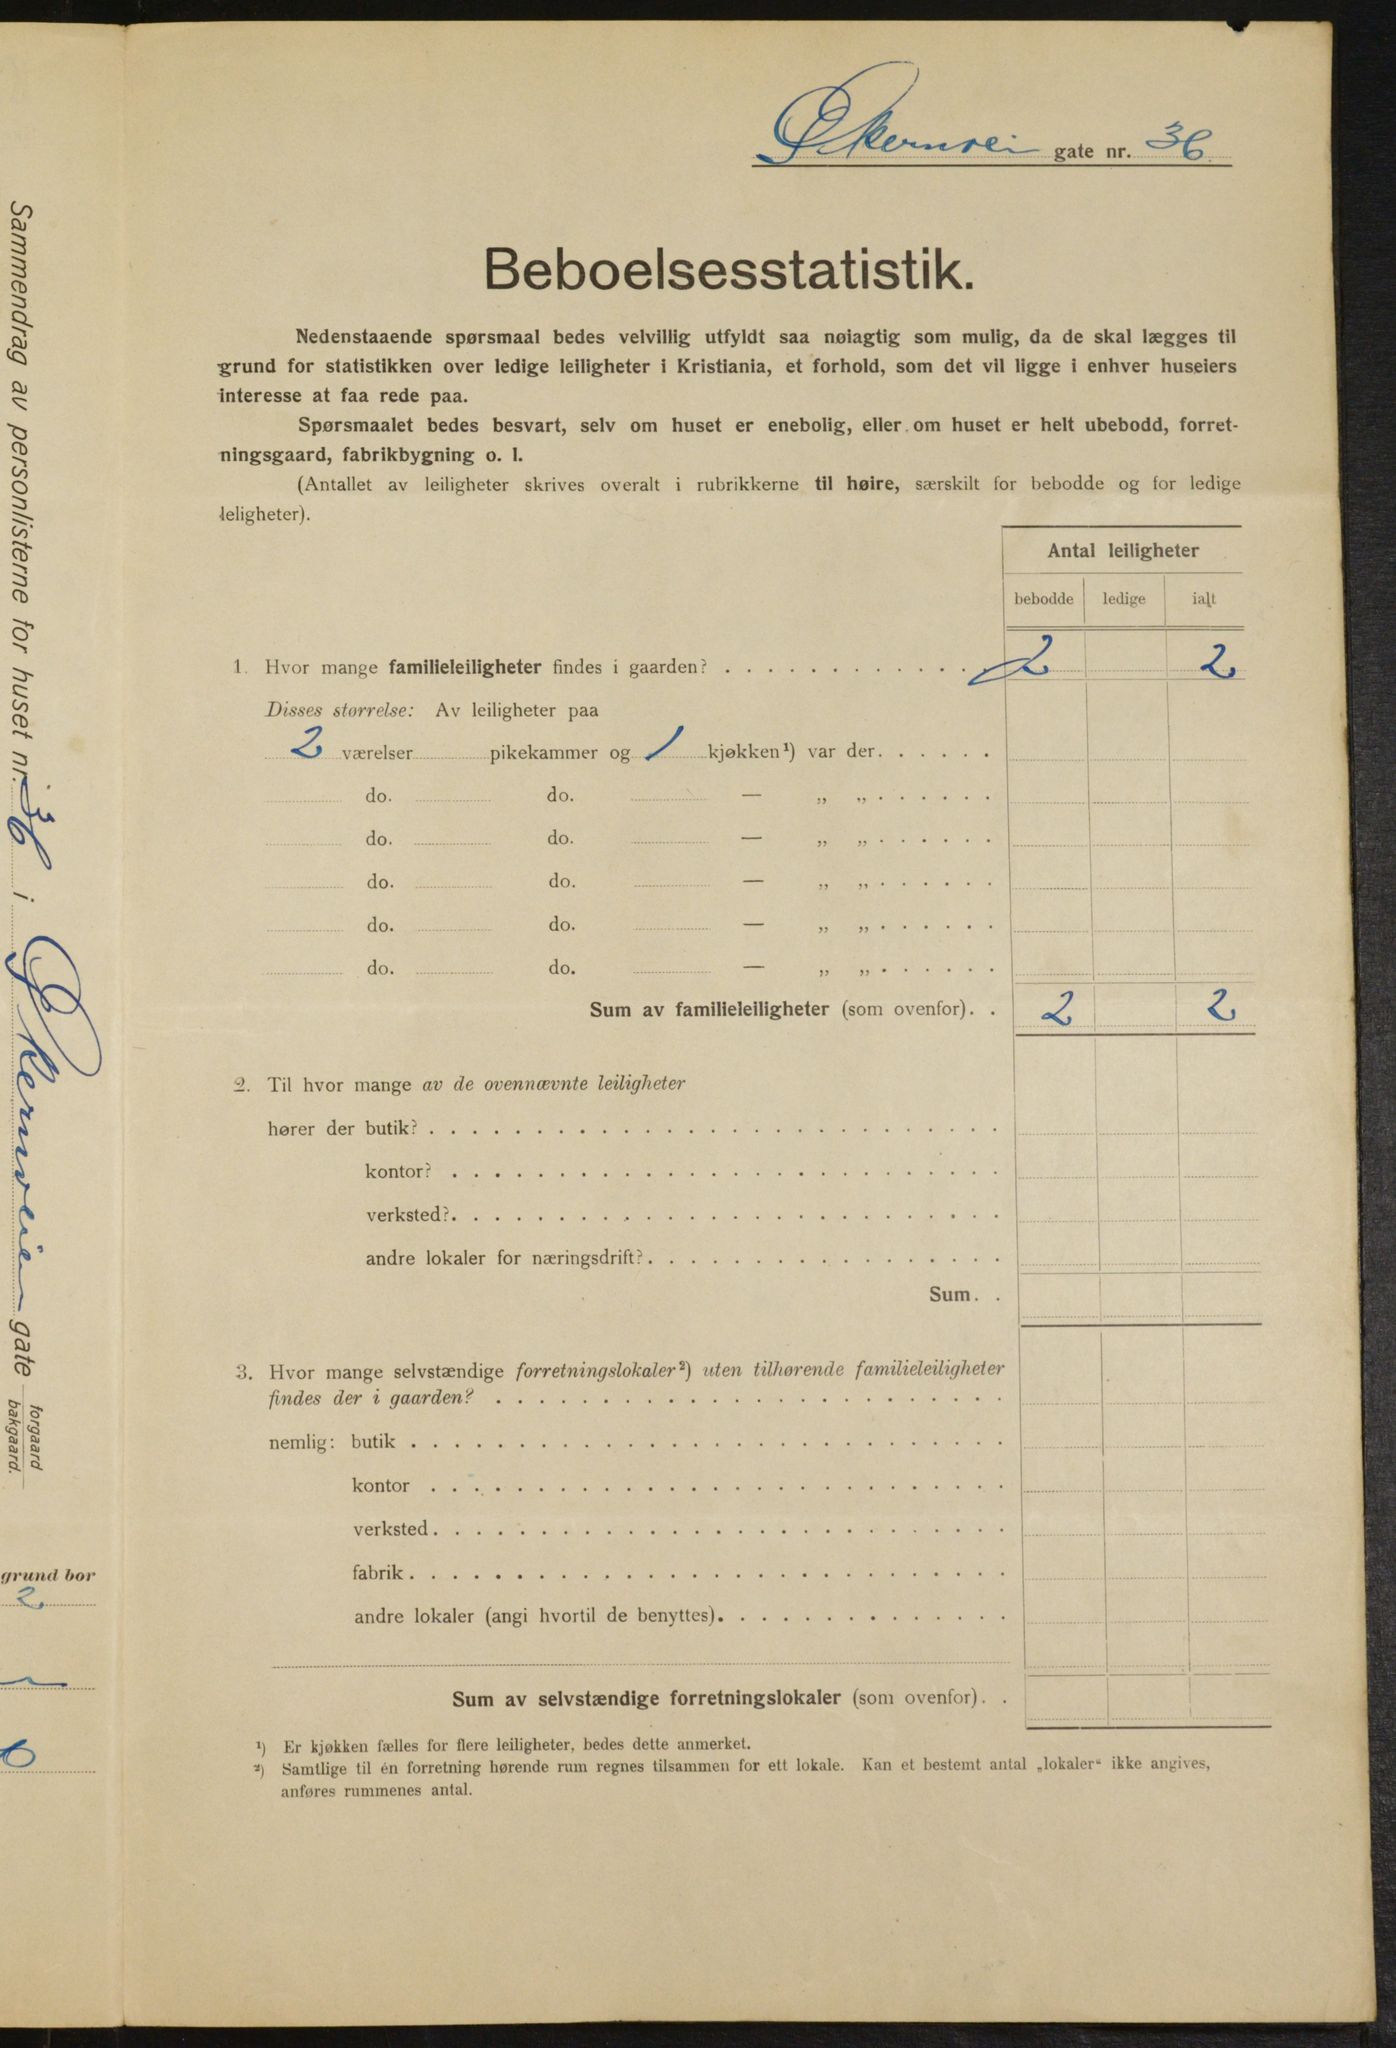 Økernvei gate nr. 36
Beboelsesstatistik.
Nedenstaaende spørsmaal bedes velvillig utfyldt saa nøiagtig som mulig, da de skal lægges til
grund for statistikken over ledige leiligheter i Kristiania, et forhold, som det vil ligge i enhver huseiers
interesse at faa rede paa.
Spørsmaalet bedes besvart, selv om huset er enebolig, eller om huset er helt ubebodd, forret-
ningsgaard, fabrikbygning o. l.
(Antallet av leiligheter skrives overalt i rubrikkerne til høire, særskilt for bebodde og for ledige
leligheter).
Antal leiligheter
bebodde ledige ialt
1. Hvor mange familieleiligheter findes i gaarden? . . . . . . . . . . . . 2 2
Disses størrelse: Av leiligheter paa
2 værelser pikekammer og 1 kjøkken¹) var der. . . . . .
do. do. — „ „ . . . . . .
do. do. — „ „ . . . . . .
do. do. — „ „ . . . . . .
do. do. — „ „ . . . . . .
do. do. — „ „ . . . . . .
Sum av familieleiligheter (som ovenfor). . 2 2
2. Til hvor mange av de ovennævnte leiligheter
hører der butik? . . . . . . . . . . . . . . . . . . . . . . . . . .
kontor? . . . . . . . . . . . . . . . . . . . . . . . . .
verksted?. . . . . . . . . . . . . . . . . . . . . . . . .
andre lokaler for næringsdrift?. . . . . . . . . . . . . . . . .
Sum. .
3. Hvor mange selvstændige forretningslokaler²) uten tilhørende familieleiligheter
findes der i gaarden? . . . . . . . . . . . . . . . . . . . . . . .
nemlig: butik . . . . . . . . . . . . . . . . . . . . . . . . . . .
kontor . . . . . . . . . . . . . . . . . . . . . . . . . .
verksted. . . . . . . . . . . . . . . . . . . . . . . . . .
fabrik. . . . . . . . . . . . . . . . . . . . . . . . . . .
andre lokaler (angi hvortil de benyttes). . . . . . . . . . . . . .
Sum av selvstændige forretningslokaler (som ovenfor). .
¹) Er kjøkken fælles for flere leiligheter, bedes dette anmerket.
²) Samtlige til én forretning hørende rum regnes tilsammen for ett lokale. Kan et bestemt antal „lokaler“ ikke angives,
anføres rummenes antal.
Sammendrag av personlisterne for huset nr. 36 i Økernveien gate forgaard
bakgaard.
grund bor
2
0